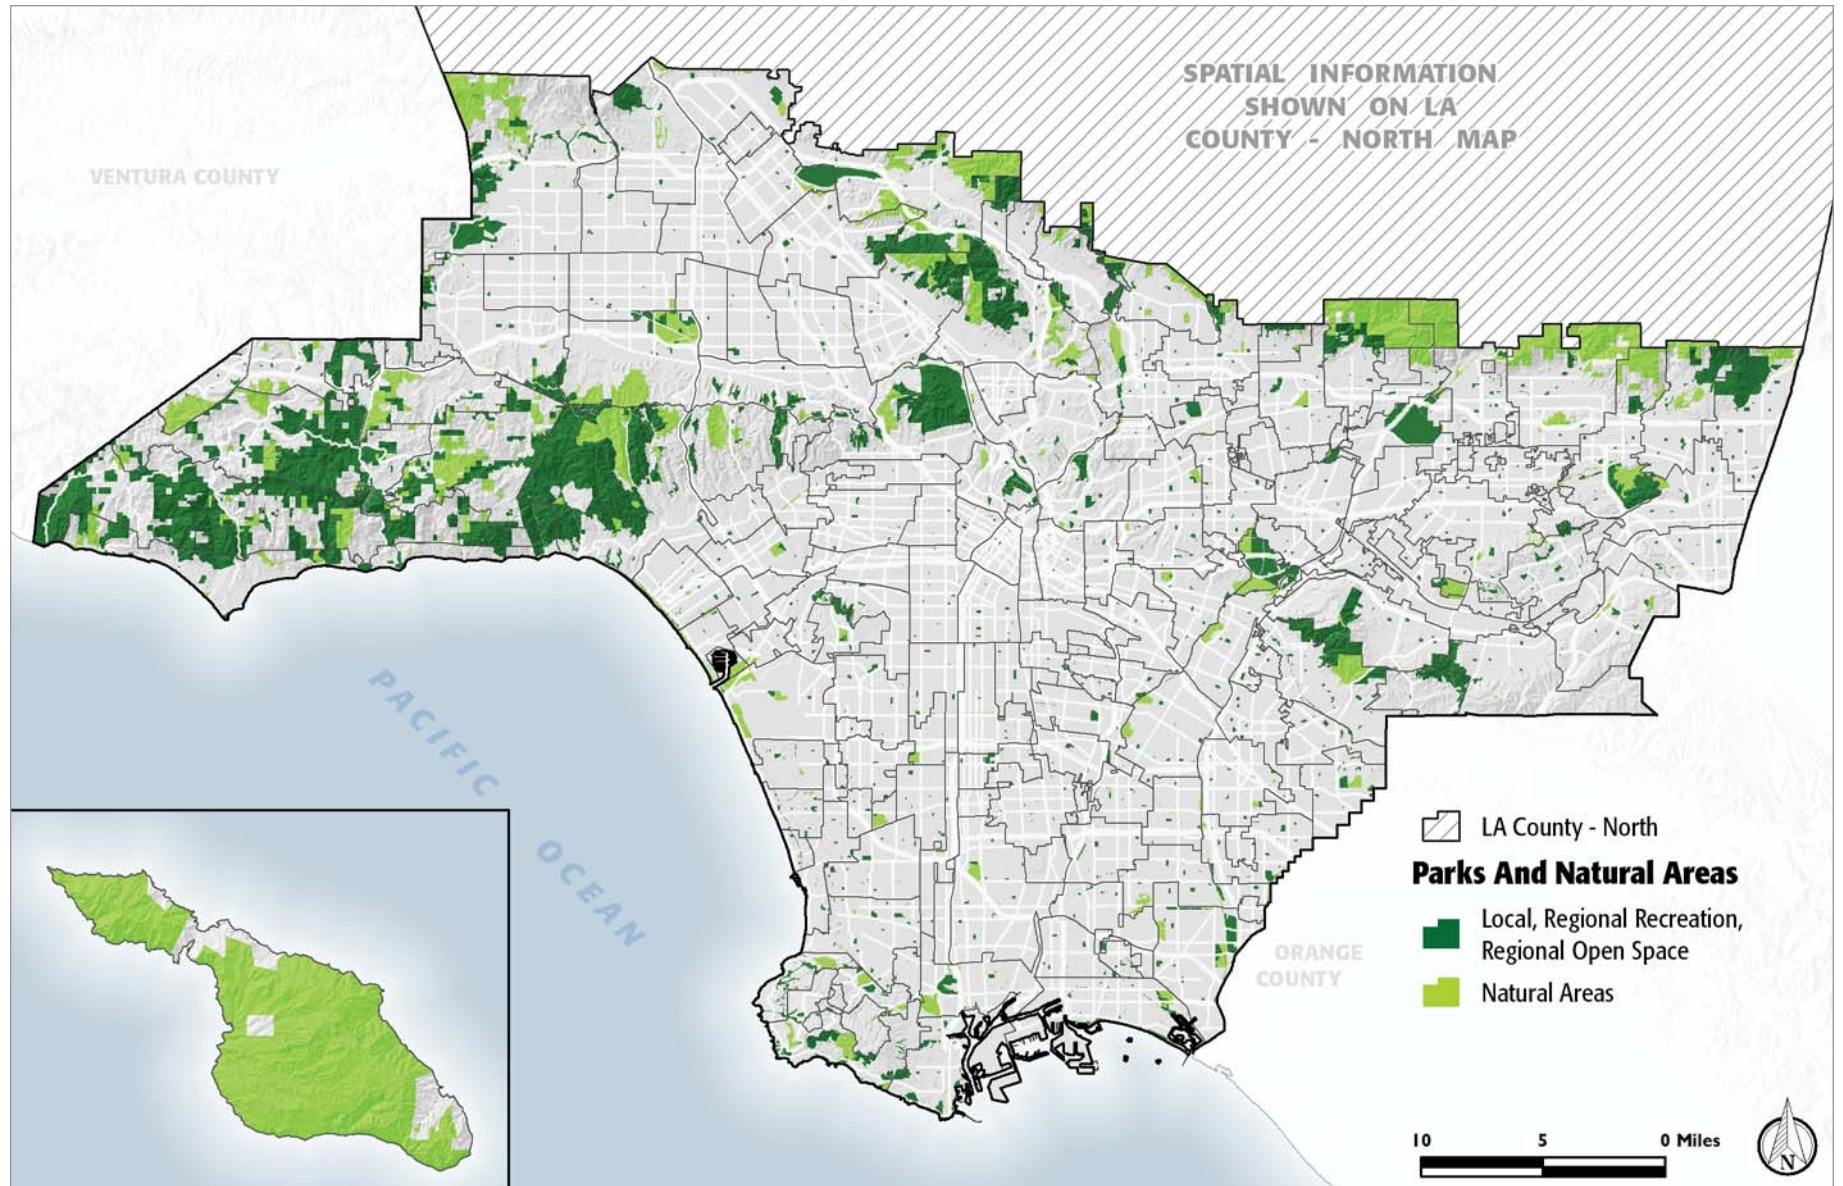 SPATIAL INFORMATION
SHOWN ON LA
COUNTY - NORTH MAP
VENTURA COUNTY
PACIFIC
OCEAN
ORANGE
COUNTY
LA County - North
Parks And Natural Areas
Local, Regional Recreation,
Regional Open Space
Natural Areas
10 5 0 Miles
N